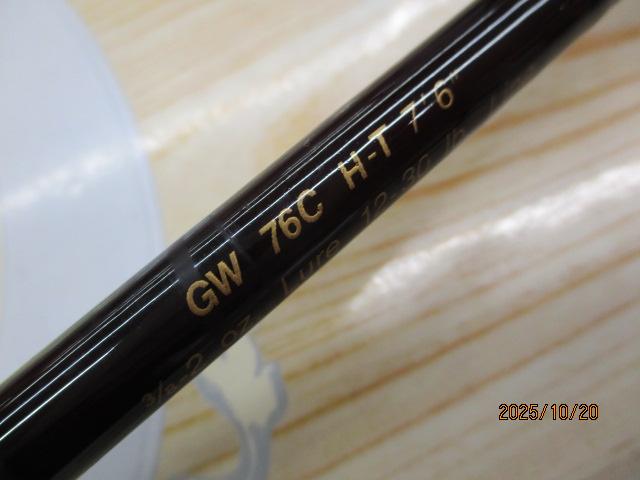 GW 76C H-T 7'6"
3/8-2 oz. Lure 12-30 lb
2025/10/20